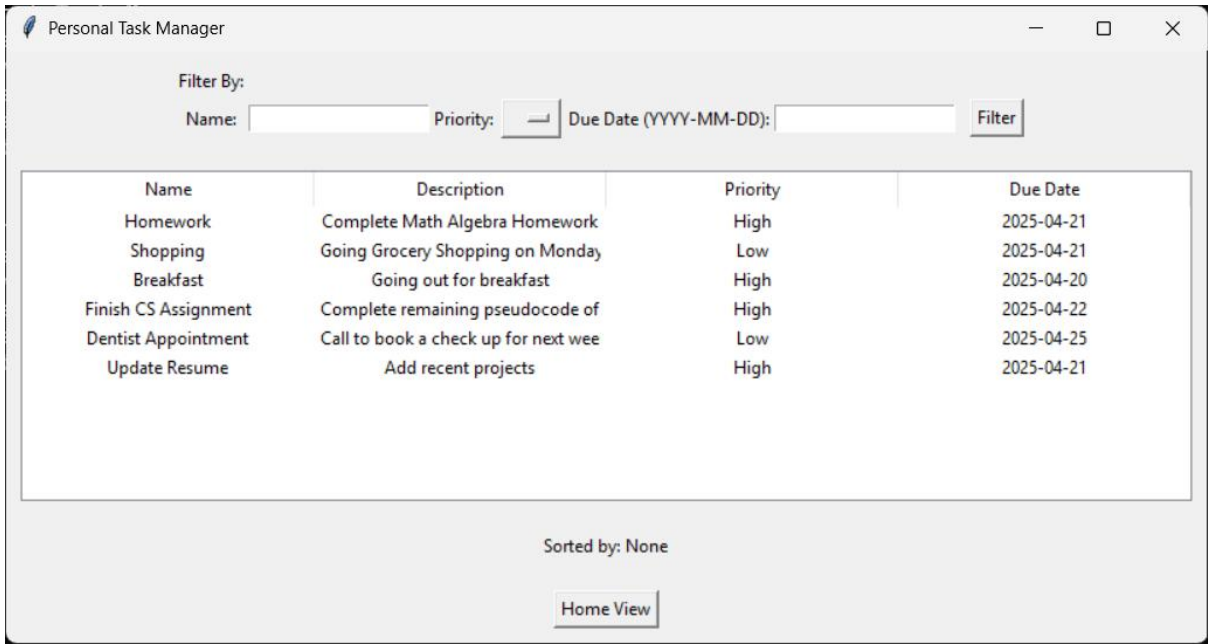 Personal Task Manager
Filter By:
Name: Priority: Due Date (YYYY-MM-DD): Filter
Name Description Priority Due Date
Homework Complete Math Algebra Homework High 2025-04-21
Shopping Going Grocery Shopping on Monday Low 2025-04-21
Breakfast Going out for breakfast High 2025-04-20
Finish CS Assignment Complete remaining pseudocode of High 2025-04-22
Dentist Appointment Call to book a check up for next wee Low 2025-04-25
Update Resume Add recent projects High 2025-04-21
Sorted by: None
Home View